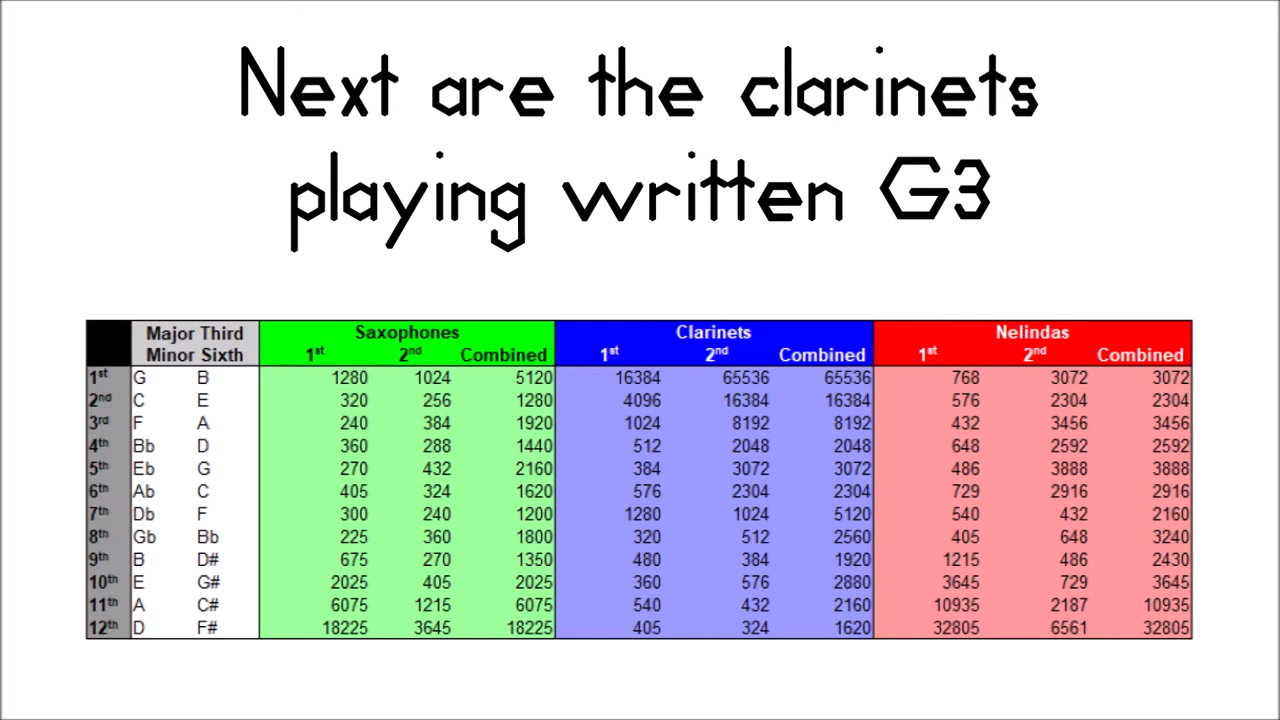 Next are the clarinets
playing written G3
Major Third Saxophones Clarinets Nelindas
Minor Sixth 1st 2nd Combined 1st 2nd Combined 1st 2nd Combined
1st G B 1280 1024 5120 16384 65536 65536 768 3072 3072
2nd C E 320 256 1280 4096 16384 16384 576 2304 2304
3rd F A 240 384 1920 1024 8192 8192 432 3456 3456
4th Bb D 360 288 1440 512 2048 2048 648 2592 2592
5th Eb G 270 432 2160 384 3072 3072 486 3888 3888
6th Ab C 405 324 1620 576 2304 2304 729 2916 2916
7th Db F 300 240 1200 1280 1024 5120 540 432 2160
8th Gb Bb 225 360 1800 320 512 2560 405 648 3240
9th B D# 675 270 1350 480 384 1920 1215 486 2430
10th E G# 2025 405 2025 360 576 2880 3645 729 3645
11th A C# 6075 1215 6075 540 432 2160 10935 2187 10935
12th D F# 18225 3645 18225 405 324 1620 32805 6561 32805